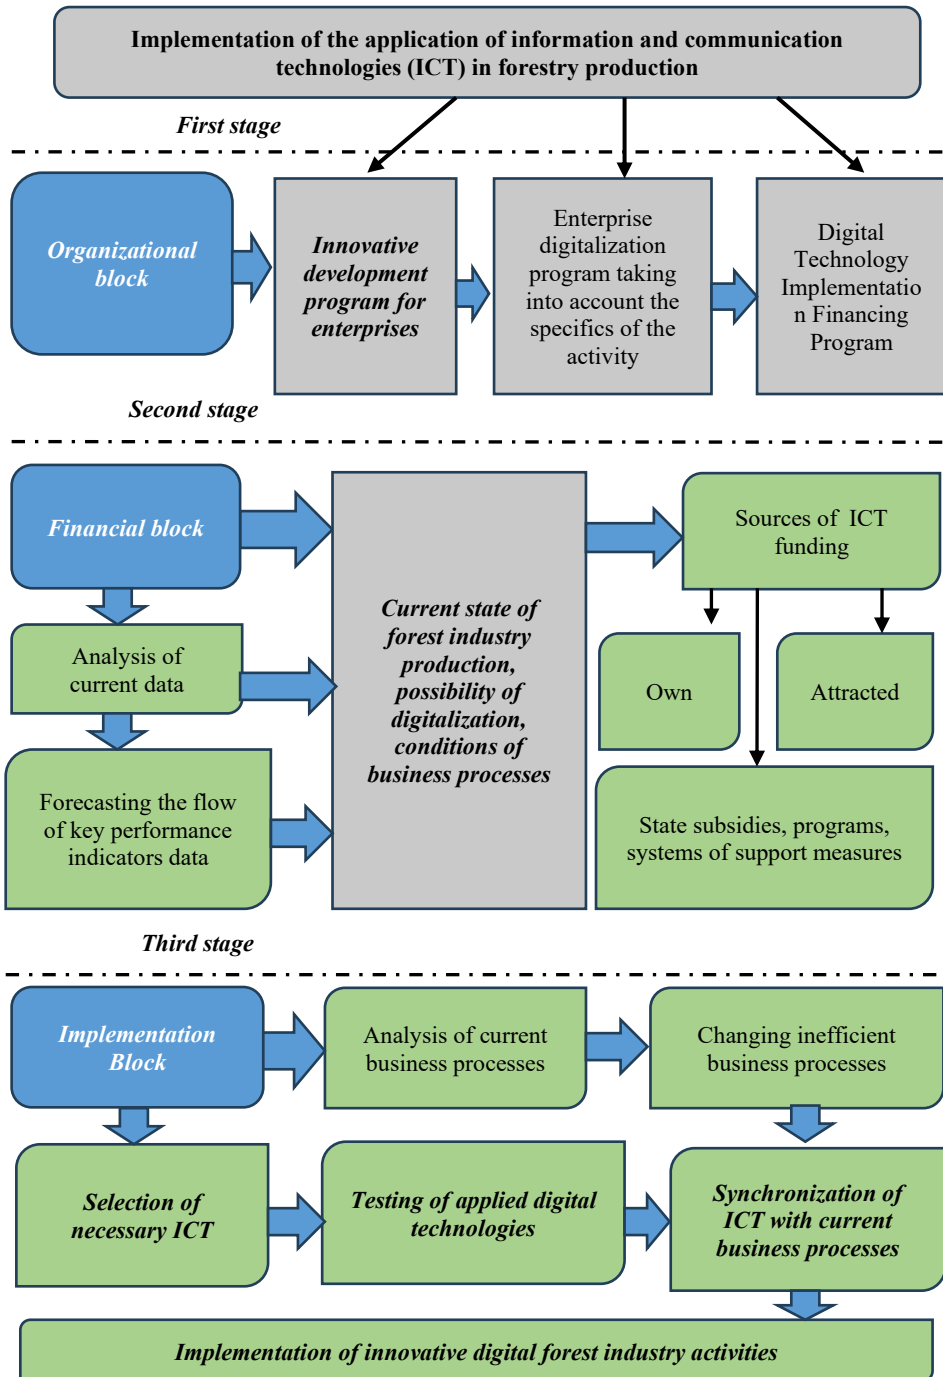 Implementation of the application of information and communication
technologies (ICT) in forestry production
First stage
Organizational
block
Innovative
development
program for
enterprises
Enterprise
digitalization
program taking
into account the
specifics of the
activity
Digital
Technology
Implementatio
n Financing
Program
Second stage
Financial block
Analysis of
current data
Forecasting the flow
of key performance
indicators data
Current state of
forest industry
production,
possibility of
digitalization,
conditions of
business processes
Sources of ICT
funding
Own
Attracted
State subsidies, programs,
systems of support measures
Third stage
Implementation
Block
Analysis of current
business processes
Changing inefficient
business processes
Selection of
necessary ICT
Testing of applied digital
technologies
Synchronization of
ICT with current
business processes
Implementation of innovative digital forest industry activities